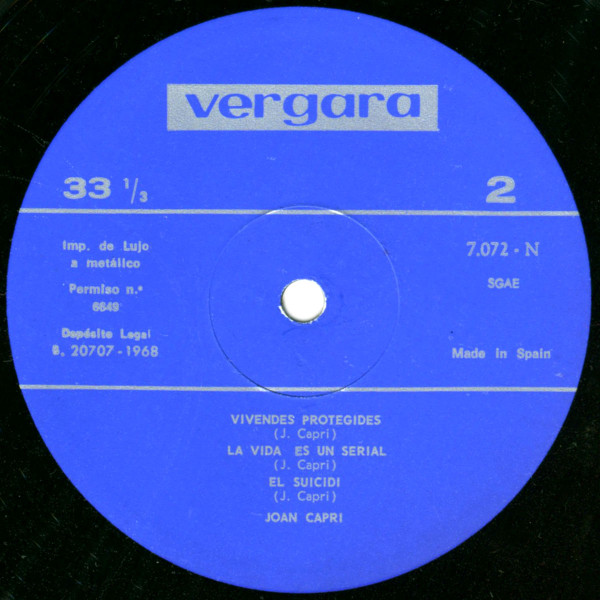 vergara
33 1/3
2
Imp. de Lujo
a metálico
Permiso n.º
6649
Depósito Legal
B. 20707 - 1968
7.072 - N
SGAE
Made in Spain
VIVENDES PROTEGIDES
(J. Capri)
LA VIDA ES UN SERIAL
(J. Capri)
EL SUICIDI
(J. Capri)
JOAN CAPRI